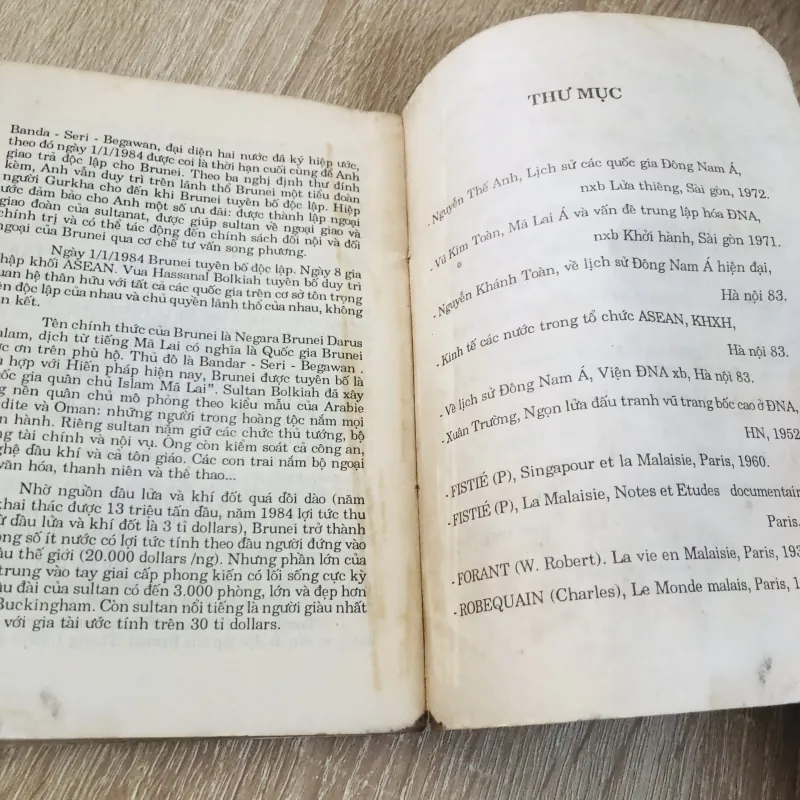 Banda - Seri - Begawan, đại diện hai nước đã ký hiệp ước,
theo đó ngày 1/1/1984 được coi là thời hạn cuối cùng để Anh
giao trả độc lập cho Brunei. Theo ba nghị định thư đính
kèm, Anh vẫn duy trì trên lãnh thổ Brunei một tiểu đoàn
người Gurkha cho đến khi Brunei tuyên bố độc lập. Hiệp
ước đảm bảo cho Anh một số ưu đãi: được thành lập ngoại
giao đoàn của sultanat, được giúp sultan về ngoại giao và
chính trị và có thể tác động đến chính sách đối nội và đối
ngoại của Brunei qua cơ chế tư vấn song phương.
Ngày 1/1/1984 Brunei tuyên bố độc lập. Ngày 8 gia
nhập khối ASEAN. Vua Hassanal Bolkiah tuyên bố duy trì
quan hệ thân hữu với tất cả các quốc gia trên cơ sở tôn trọng
ền độc lập của nhau và chủ quyền lãnh thổ của nhau, không
ên kết.
Tên chính thức của Brunei là Negara Brunei Darus
alam, dịch từ tiếng Mã Lai có nghĩa là Quốc gia Brunei
ức ơn trên phù hộ. Thủ đô là Bandar - Seri - Begawan .
ù hợp với Hiến pháp hiện nay, Brunei được tuyên bố là
ốc gia quân chủ Islam Mã Lai". Sultan Bolkiah đã xây
ng nền quân chủ mô phỏng theo kiểu mẫu của Arabie
dite và Oman: những người trong hoàng tộc nắm mọi
n hành. Riêng sultan nắm giữ các chức thủ tướng, bộ
ng tài chính và nội vụ. Ông còn kiểm soát cả công an,
ghệ dầu khí và cả tôn giáo. Các con trai nắm bộ ngoại
văn hóa, thanh niên và thể thao...
Nhờ nguồn dầu lửa và khí đốt quá dồi dào (năm
khai thác được 13 triệu tấn dầu, năm 1984 lợi tức thu
từ dầu lửa và khí đốt là 3 tỉ dollars), Brunei trở thành
ong số ít nước có lợi tức tính theo đầu người đứng vào
ầu thế giới (20.000 dollars /ng). Nhưng phần lớn của
trung vào tay giai cấp phong kiến có lối sống cực kỳ
âu đài của sultan có đến 3.000 phòng, lớn và đẹp hơn
Buckingham. Còn sultan nổi tiếng là người giàu nhất
với gia tài ước tính trên 30 tỉ dollars.
THƯ MỤC
- Nguyễn Thế Anh, Lịch sử các quốc gia Đông Nam Á,
nxb Lửa thiêng, Sài gòn, 1972.
- Vũ Kim Toàn, Mã Lai Á và vấn đề trung lập hóa ĐNA,
nxb Khởi hành, Sài gòn 1971.
- Nguyễn Khánh Toàn, về lịch sử Đông Nam Á hiện đại,
Hà nội 83.
- Kinh tế các nước trong tổ chức ASEAN, KHXH,
Hà nội 83.
- Về lịch sử Đông Nam Á, Viện ĐNA xb, Hà nội 83.
- Xuân Trường, Ngọn lửa đấu tranh vũ trang bốc cao ở ĐNA,
HN, 1952
- FISTIÉ (P), Singapour et la Malaisie, Paris, 1960.
- FISTIÉ (P), La Malaisie, Notes et Etudes documentair
Paris.
- FORANT (W. Robert). La vie en Malaisie, Paris, 193
- ROBEQUAIN (Charles), Le Monde malais, Paris, 1